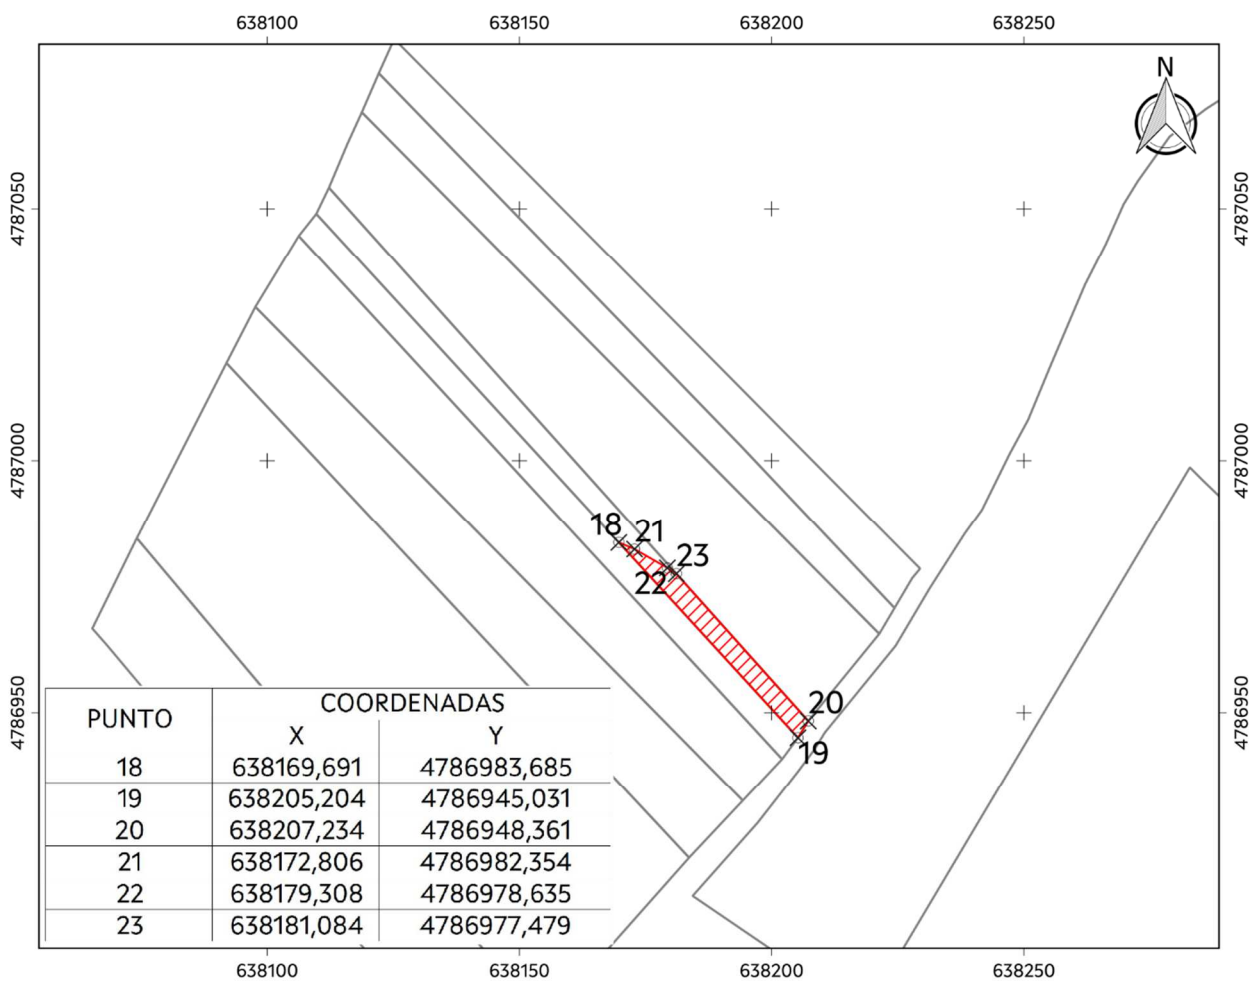 638100 638150 638200 638250
N
4787050 4787050
4787000 4787000
18 21
23
22
4786950 4786950
20
19
PUNTO COORDENADAS
X Y
18 638169,691 4786983,685
19 638205,204 4786945,031
20 638207,234 4786948,361
21 638172,806 4786982,354
22 638179,308 4786978,635
23 638181,084 4786977,479
638100 638150 638200 638250